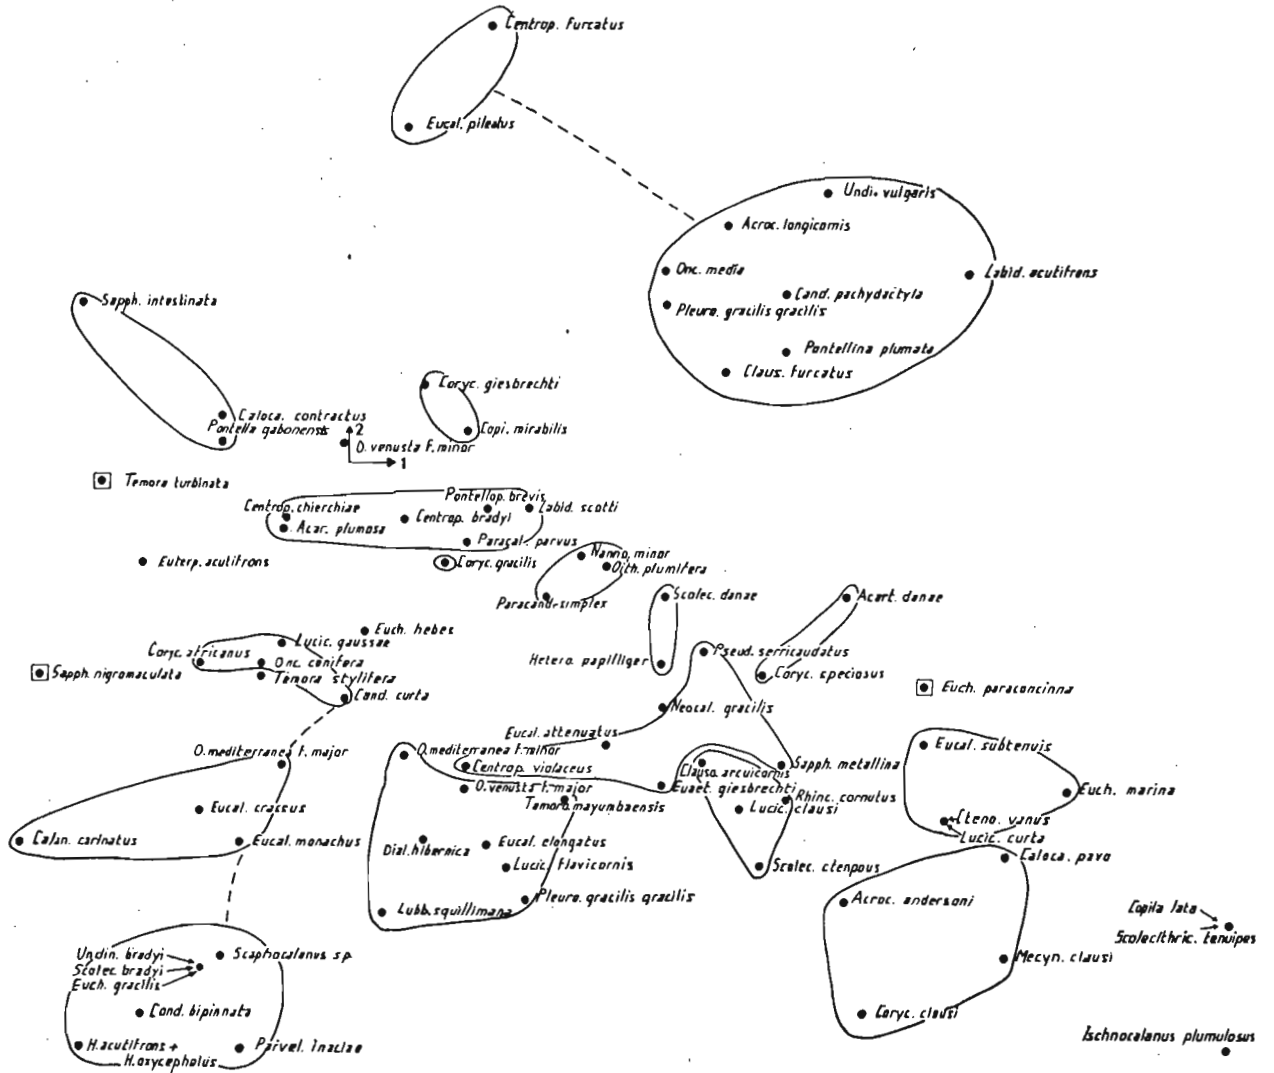 Centrop. furcatus
Eucal. pileatus
Undi. vulgaris
Acroc. longicornis
Onc. media
Labid. acutifrons
Cand. pachydactyla
Pleuro. gracilis gracilis
Pontellina plumata
Claus. furcatus
Sapph. intestinata
Coryc. giesbrechti
Caloca. contractus
Pontella gabonensis
2
Copi. mirabilis
O. venusta f. minor
1
Temora turbinata
Pontellop. brevis
Centrop. chierchiae
Labid. scotti
Centrop. bradyi
Acar. plumosa
Paracal. parvus
Nanno. minor
Euterp. acutifrons
Coryc. gracilis
Oith. plumifera
Paracand. simplex
Scolec. danae
Acart. danae
Euch. hebes
Lucic. gaussae
Coryc. africanus
Onc. conifera
Pseud. serricaudatus
Hetero. papilliger
Sapph. nigromaculata
Temora stylifera
Coryc. speciosus
Euch. paraconcinna
Cand. curta
Neocal. gracilis
Eucal. attenuatus
O. mediterranea f. major
O. mediterranea f. minor
Eucal. subtenuis
Centrop. violaceus
Clauso. arcuicornis
Sapph. metallina
O. venusta f. major
Euaet. giesbrechti
Rhinc. cornutus
Euch. marina
Eucal. crassus
Temora mayumbaensis
Lucic. clausi
Cteno. vanus
Calan. carinatus
Eucal. monachus
Dial. hibernica
Eucal. elongatus
Lucic. curta
Lucic. flavicornis
Scolec. ctenopus
Caloca. pavo
Pleuro. gracilis gracilis
Acroc. andersoni
Lubb. squillimana
Copila lata
Scolecithric. tenuipes
Undin. bradyi
Scaphocalanus sp.
Scolec. bradyi
Euch. gracilis
Mecyn. clausi
Cand. bipinnata
Coryc. clausi
H. acutifrons +
H. oxycephalus
Ischnocalanus plumulosus